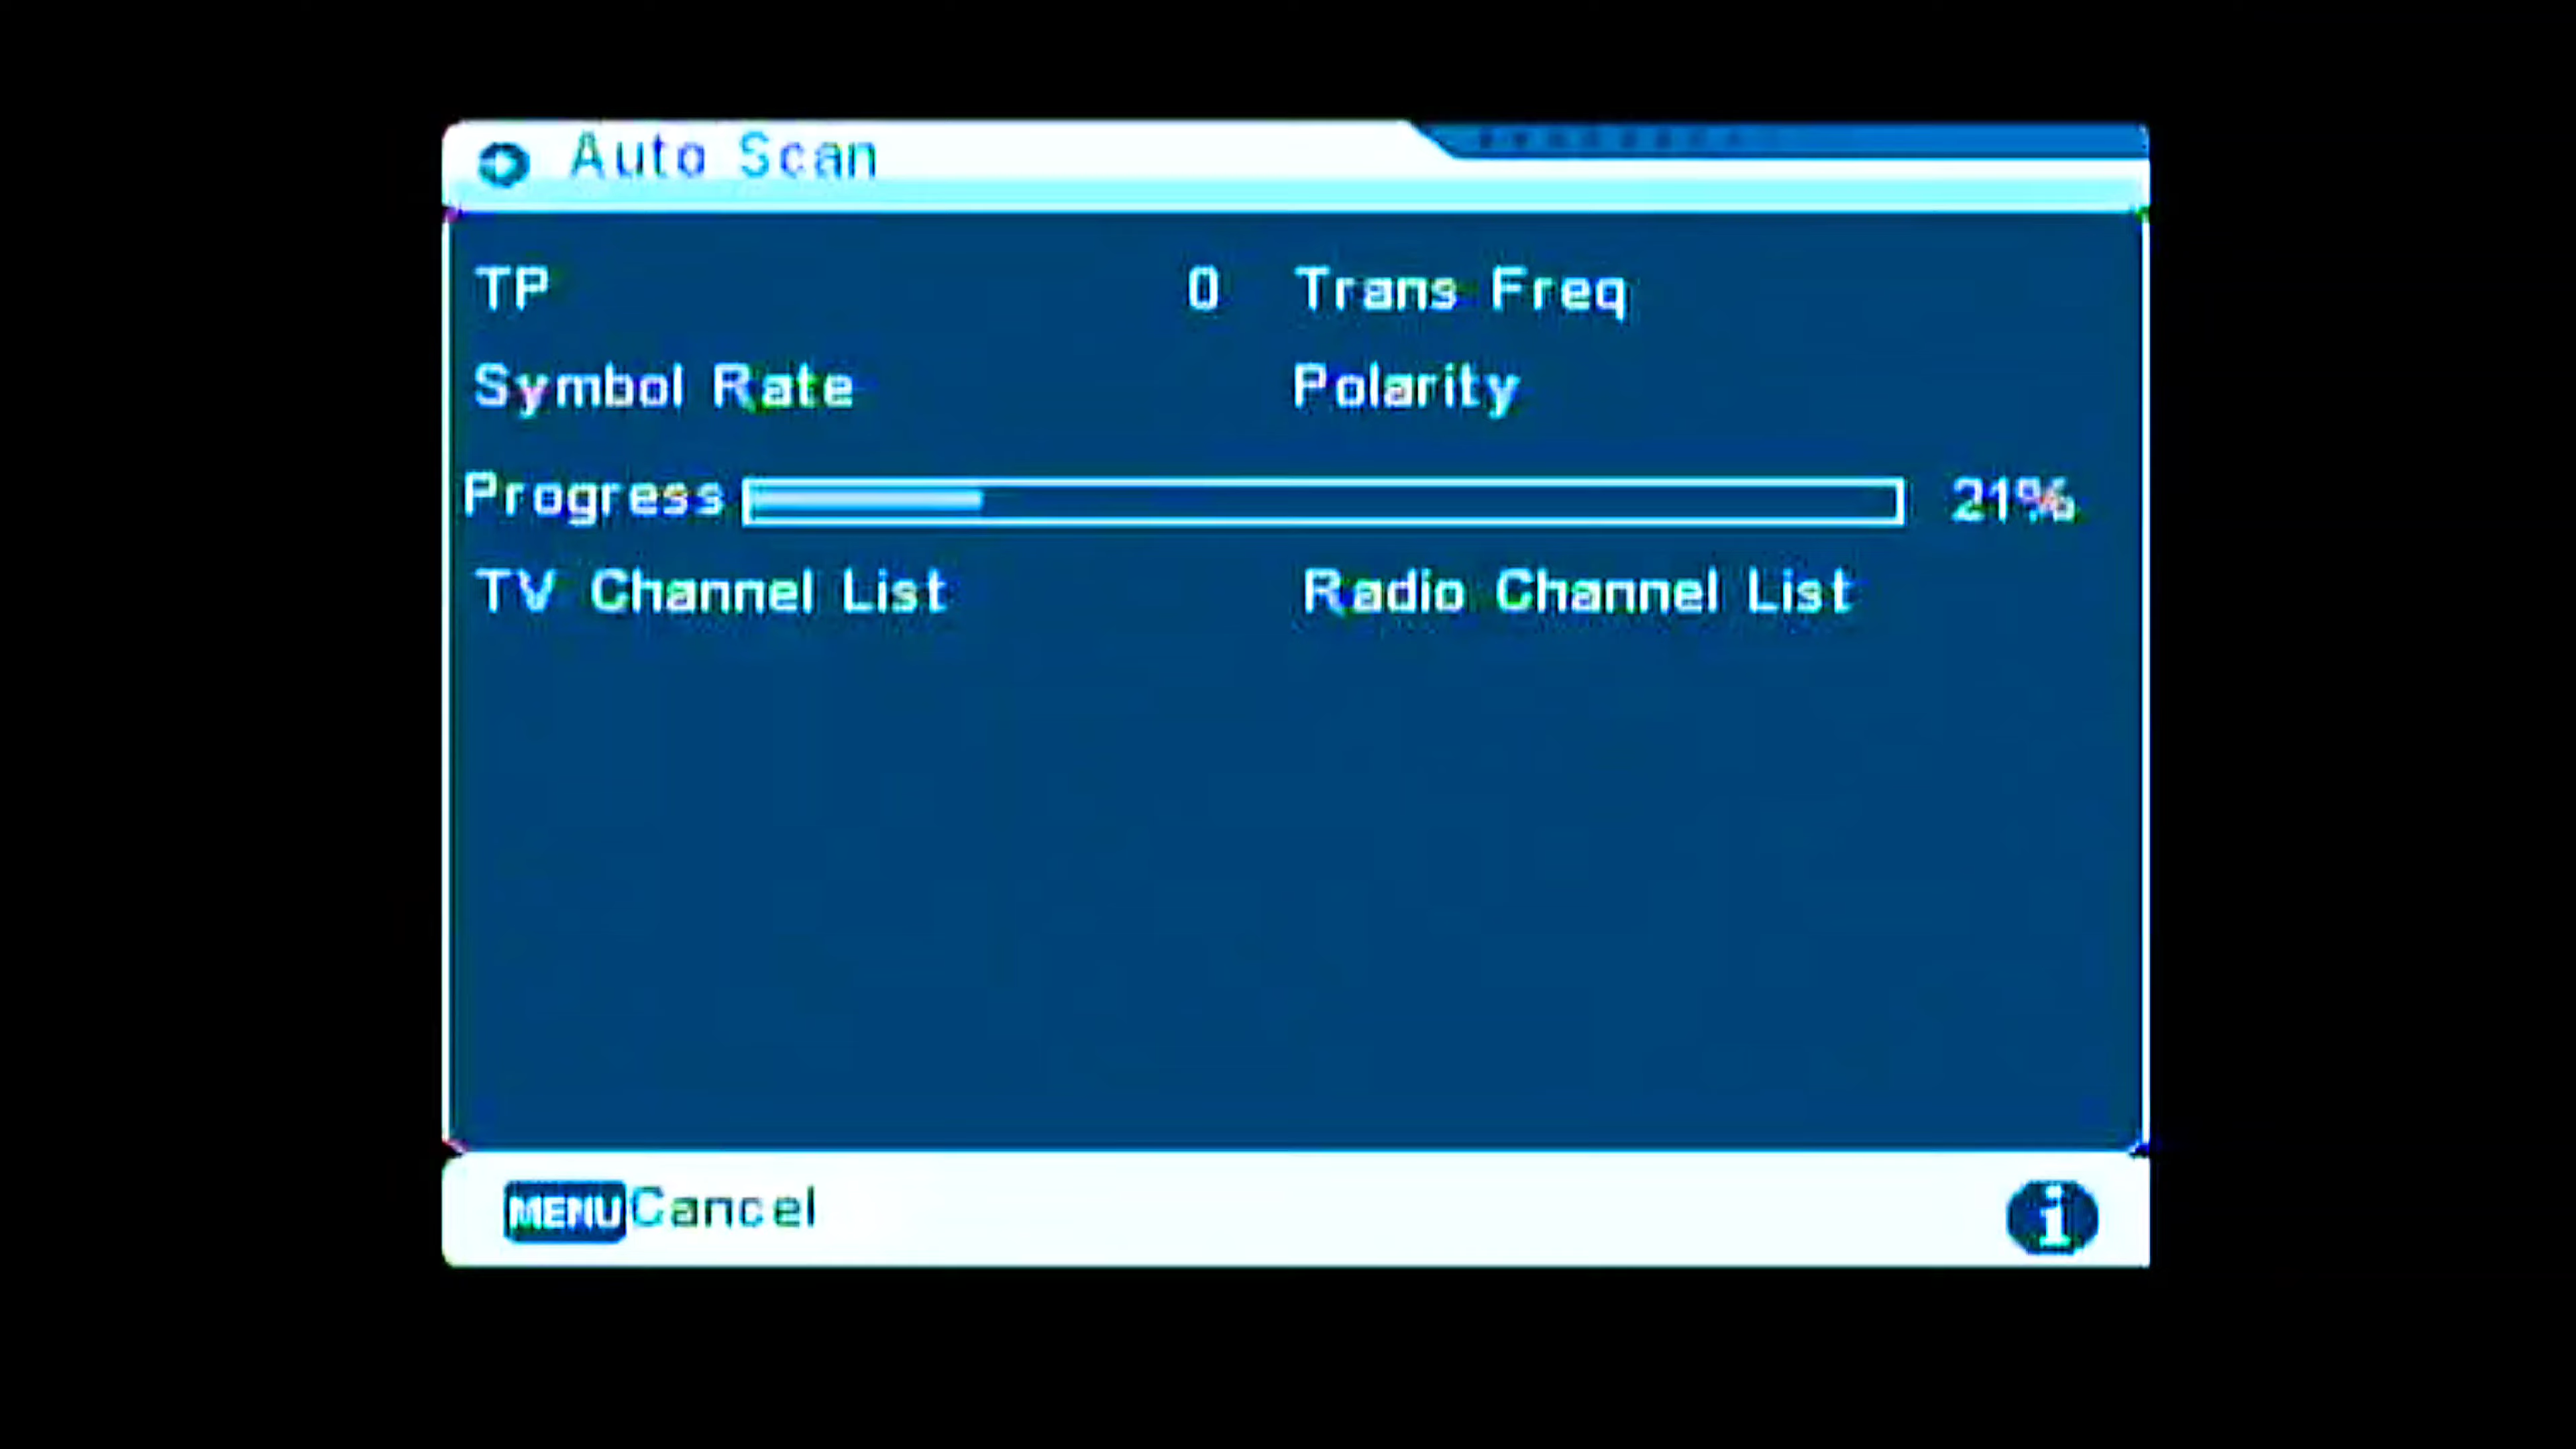 Auto Scan
TP 0 Trans Freq
Symbol Rate Polarity
Progress 21%
TV Channel List Radio Channel List
MENU Cancel
i